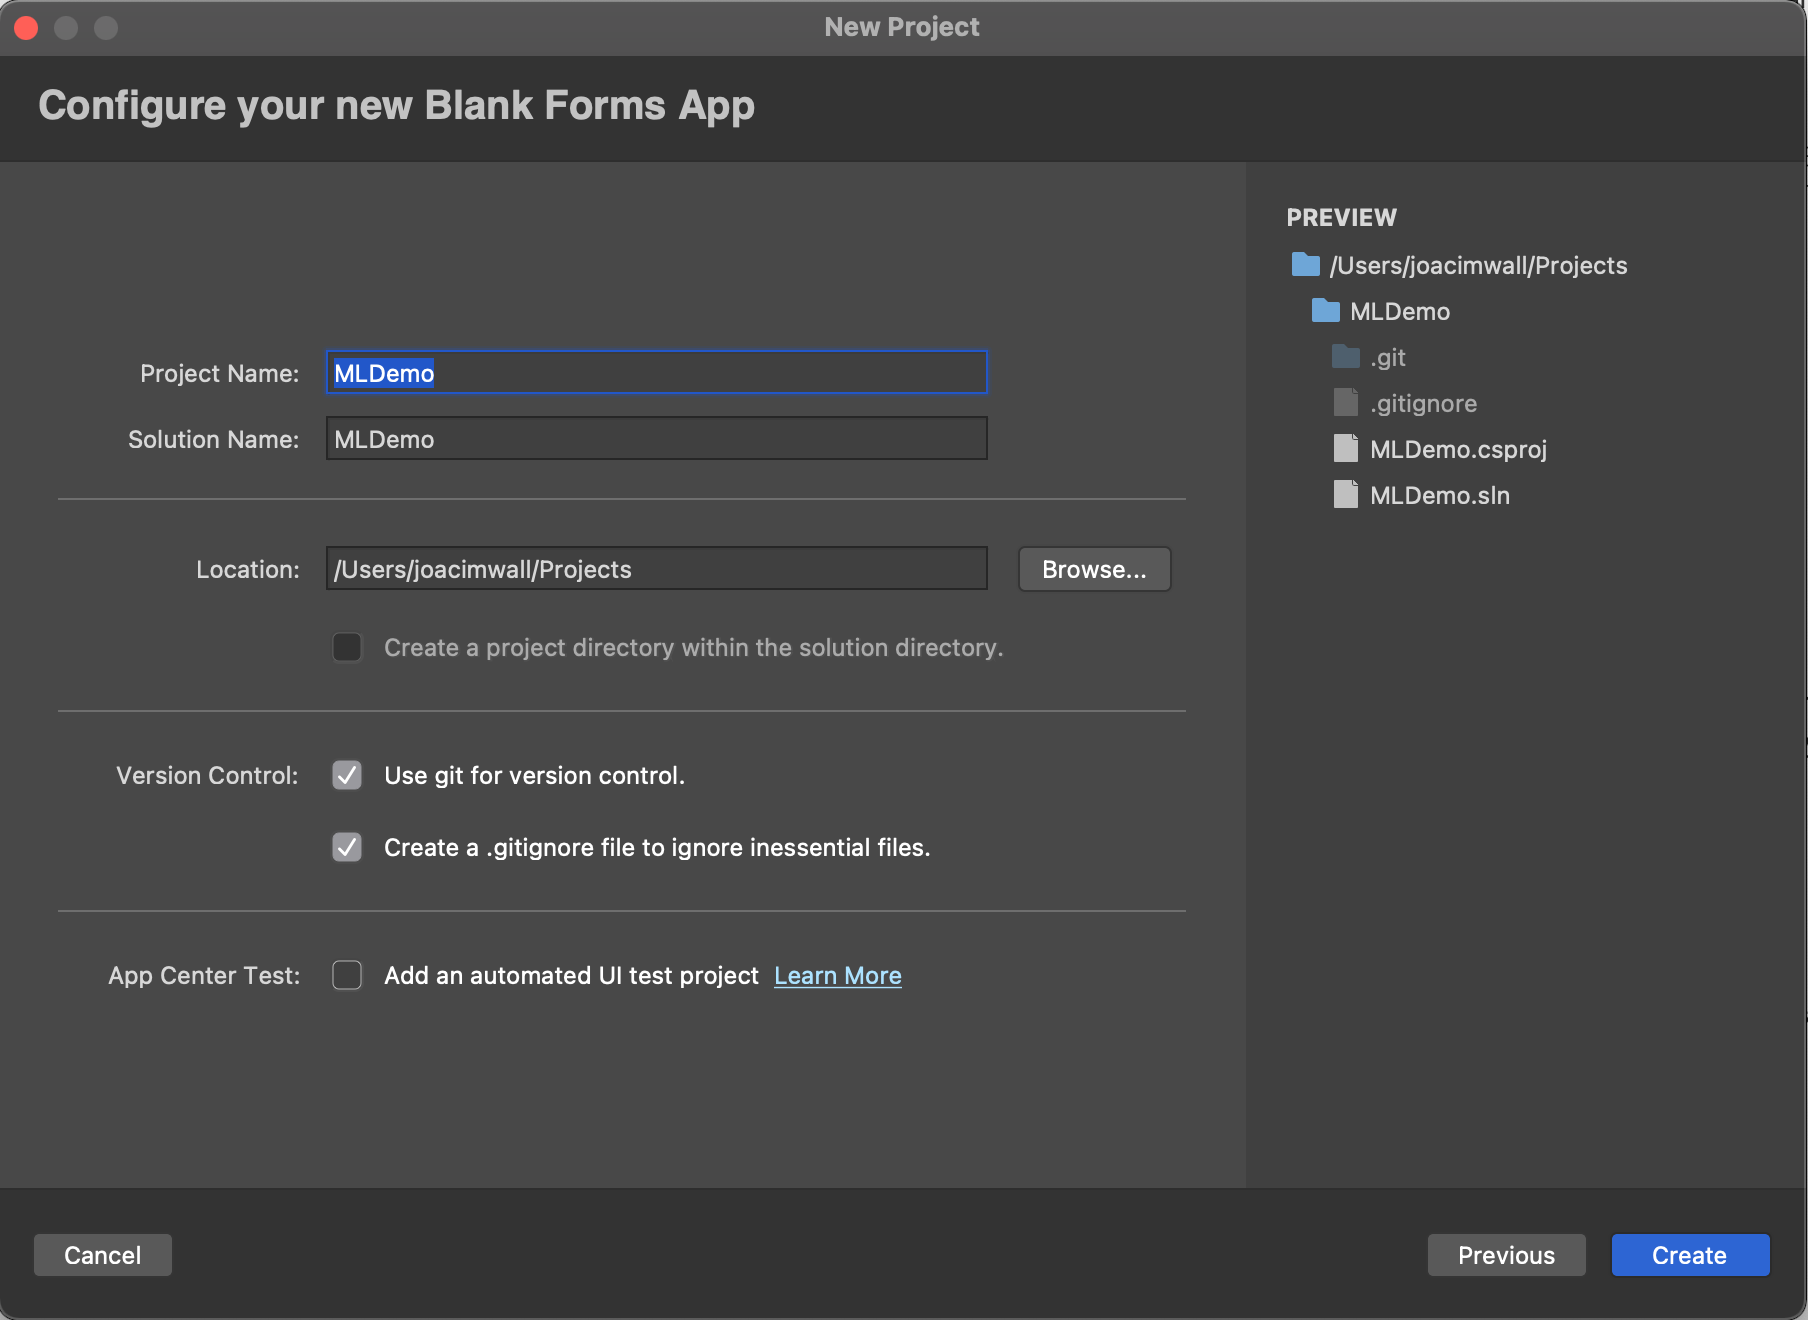 New Project
Configure your new Blank Forms App
Project Name: MLDemo
Solution Name: MLDemo
Location: /Users/joacimwall/Projects Browse...
Create a project directory within the solution directory.
Version Control: Use git for version control.
Create a .gitignore file to ignore inessential files.
App Center Test: Add an automated UI test project Learn More
PREVIEW
/Users/joacimwall/Projects
MLDemo
.git
.gitignore
MLDemo.csproj
MLDemo.sln
Cancel Previous Create